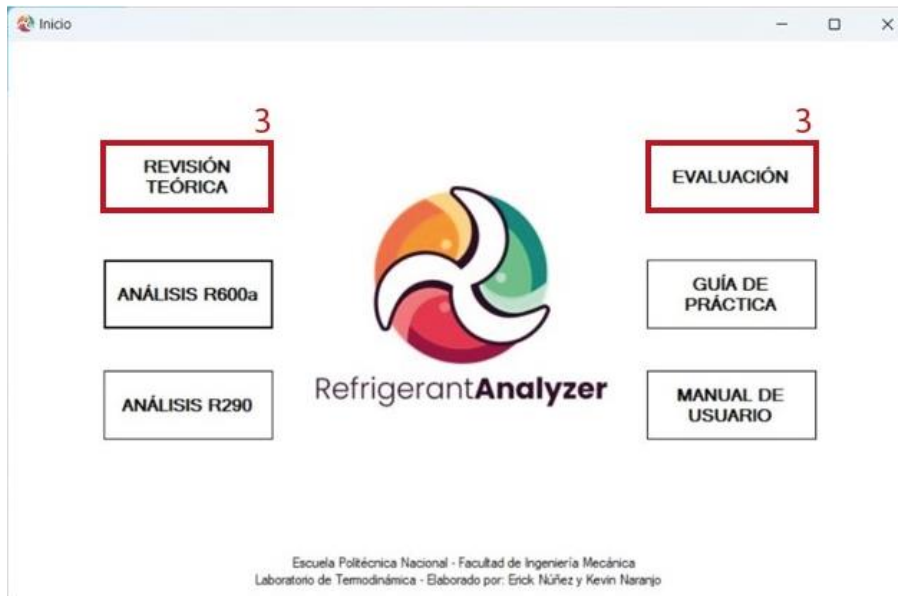 Inicio
3
3
REVISIÓN
TEÓRICA
EVALUACIÓN
ANÁLISIS R600a
GUÍA DE
PRÁCTICA
ANÁLISIS R290
RefrigerantAnalyzer
MANUAL DE
USUARIO
Escuela Politécnica Nacional - Facultad de Ingeniería Mecánica
Laboratorio de Termodinámica - Elaborado por: Erick Núñez y Kevin Naranjo